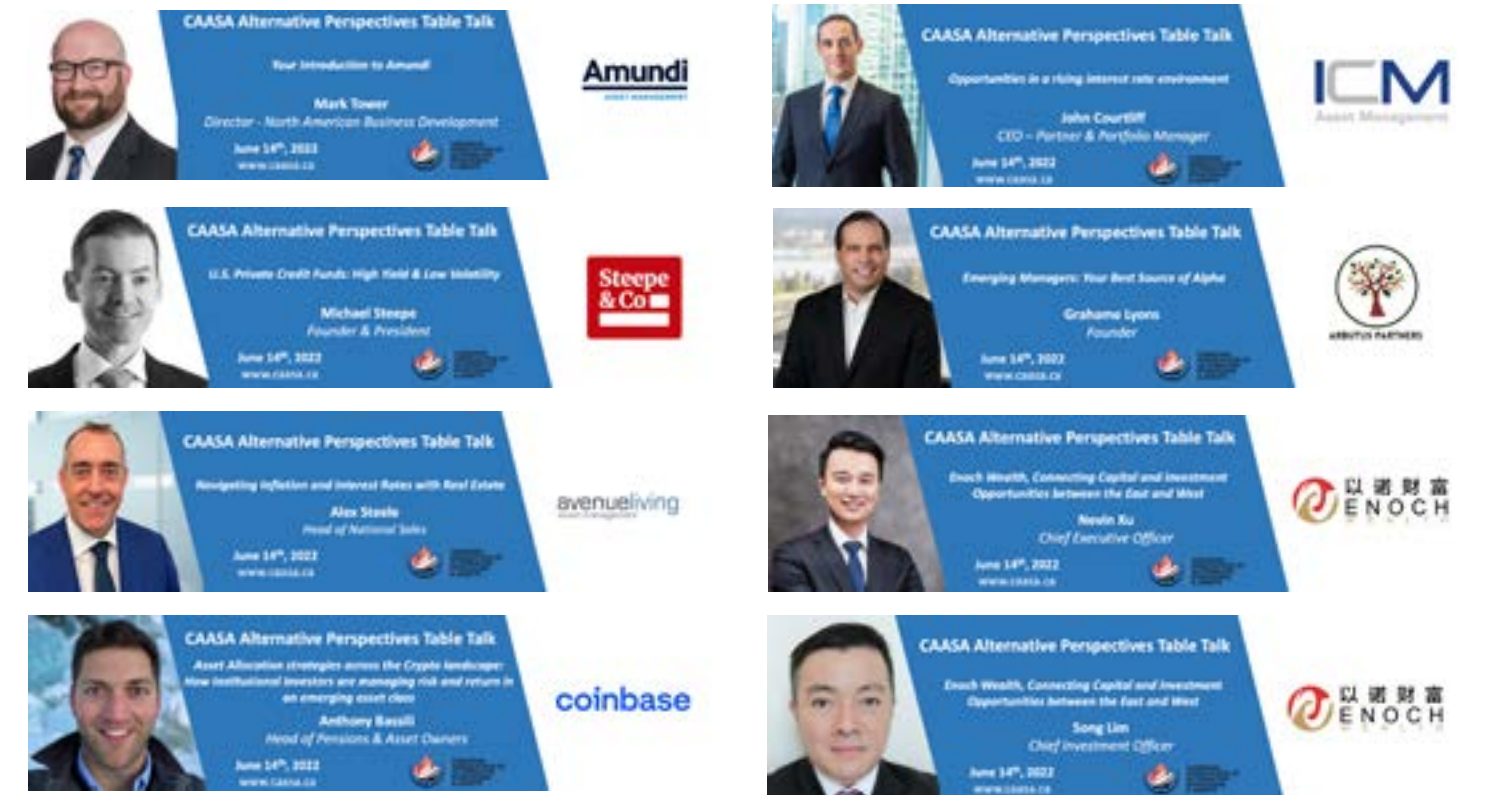 CAASA Alternative Perspectives Table Talk
Your Introduction to Amundi
Mark Tower
Director - North American Business Development
June 14th, 2022
www.caasa.ca
Amundi
ASSET MANAGEMENT
CAASA Alternative Perspectives Table Talk
Opportunities in a rising interest rate environment
John Courtliff
CEO – Partner & Portfolio Manager
June 14th, 2022
www.caasa.ca
ICM
Asset Management
CAASA Alternative Perspectives Table Talk
U.S. Private Credit Funds: High Yield & Low Volatility
Michael Steepe
Founder & President
June 14th, 2022
www.caasa.ca
Steepe
& Co
CAASA Alternative Perspectives Table Talk
Emerging Managers: Your Best Source of Alpha
Grahame Lyons
Founder
June 14th, 2022
www.caasa.ca
ARBUTUS PARTNERS
CAASA Alternative Perspectives Table Talk
Navigating Inflation and Interest Rates with Real Estate
Alex Steele
Head of National Sales
June 14th, 2022
www.caasa.ca
avenueliving
asset management
CAASA Alternative Perspectives Table Talk
Enoch Wealth, Connecting Capital and Investment
Opportunities between the East and West
Nevin Xu
Chief Executive Officer
June 14th, 2022
www.caasa.ca
以诺财富
ENOCH
WEALTH
CAASA Alternative Perspectives Table Talk
Asset Allocation strategies across the Crypto landscape:
How institutional investors are managing risk and return in
an emerging asset class
Anthony Bassili
Head of Pensions & Asset Owners
June 14th, 2022
www.caasa.ca
coinbase
CAASA Alternative Perspectives Table Talk
Enoch Wealth, Connecting Capital and Investment
Opportunities between the East and West
Song Lim
Chief Investment Officer
June 14th, 2022
www.caasa.ca
以诺财富
ENOCH
WEALTH